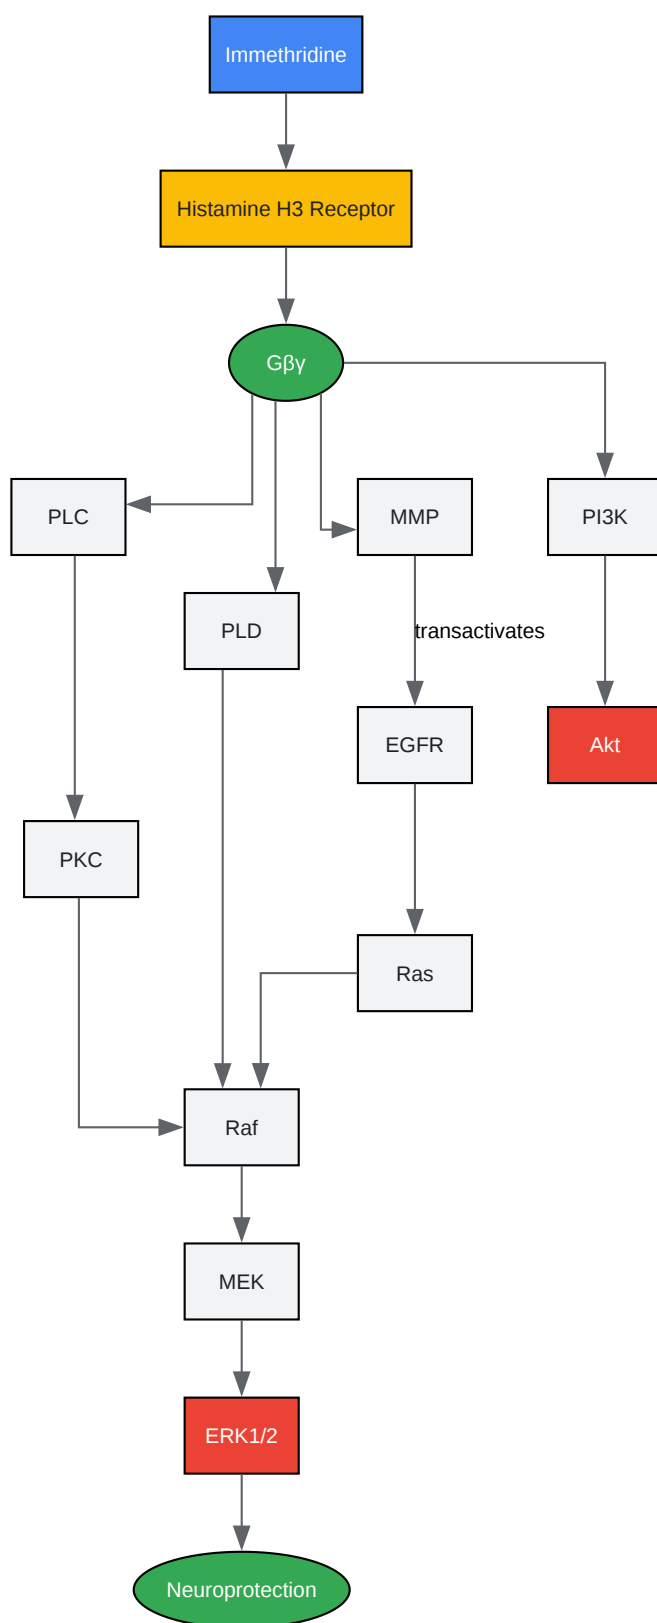 Immethridine
Histamine H3 Receptor
Gβγ
PLC
MMP
PI3K
PLD
transactivates
EGFR
Akt
PKC
Ras
Raf
MEK
ERK1/2
Neuroprotection